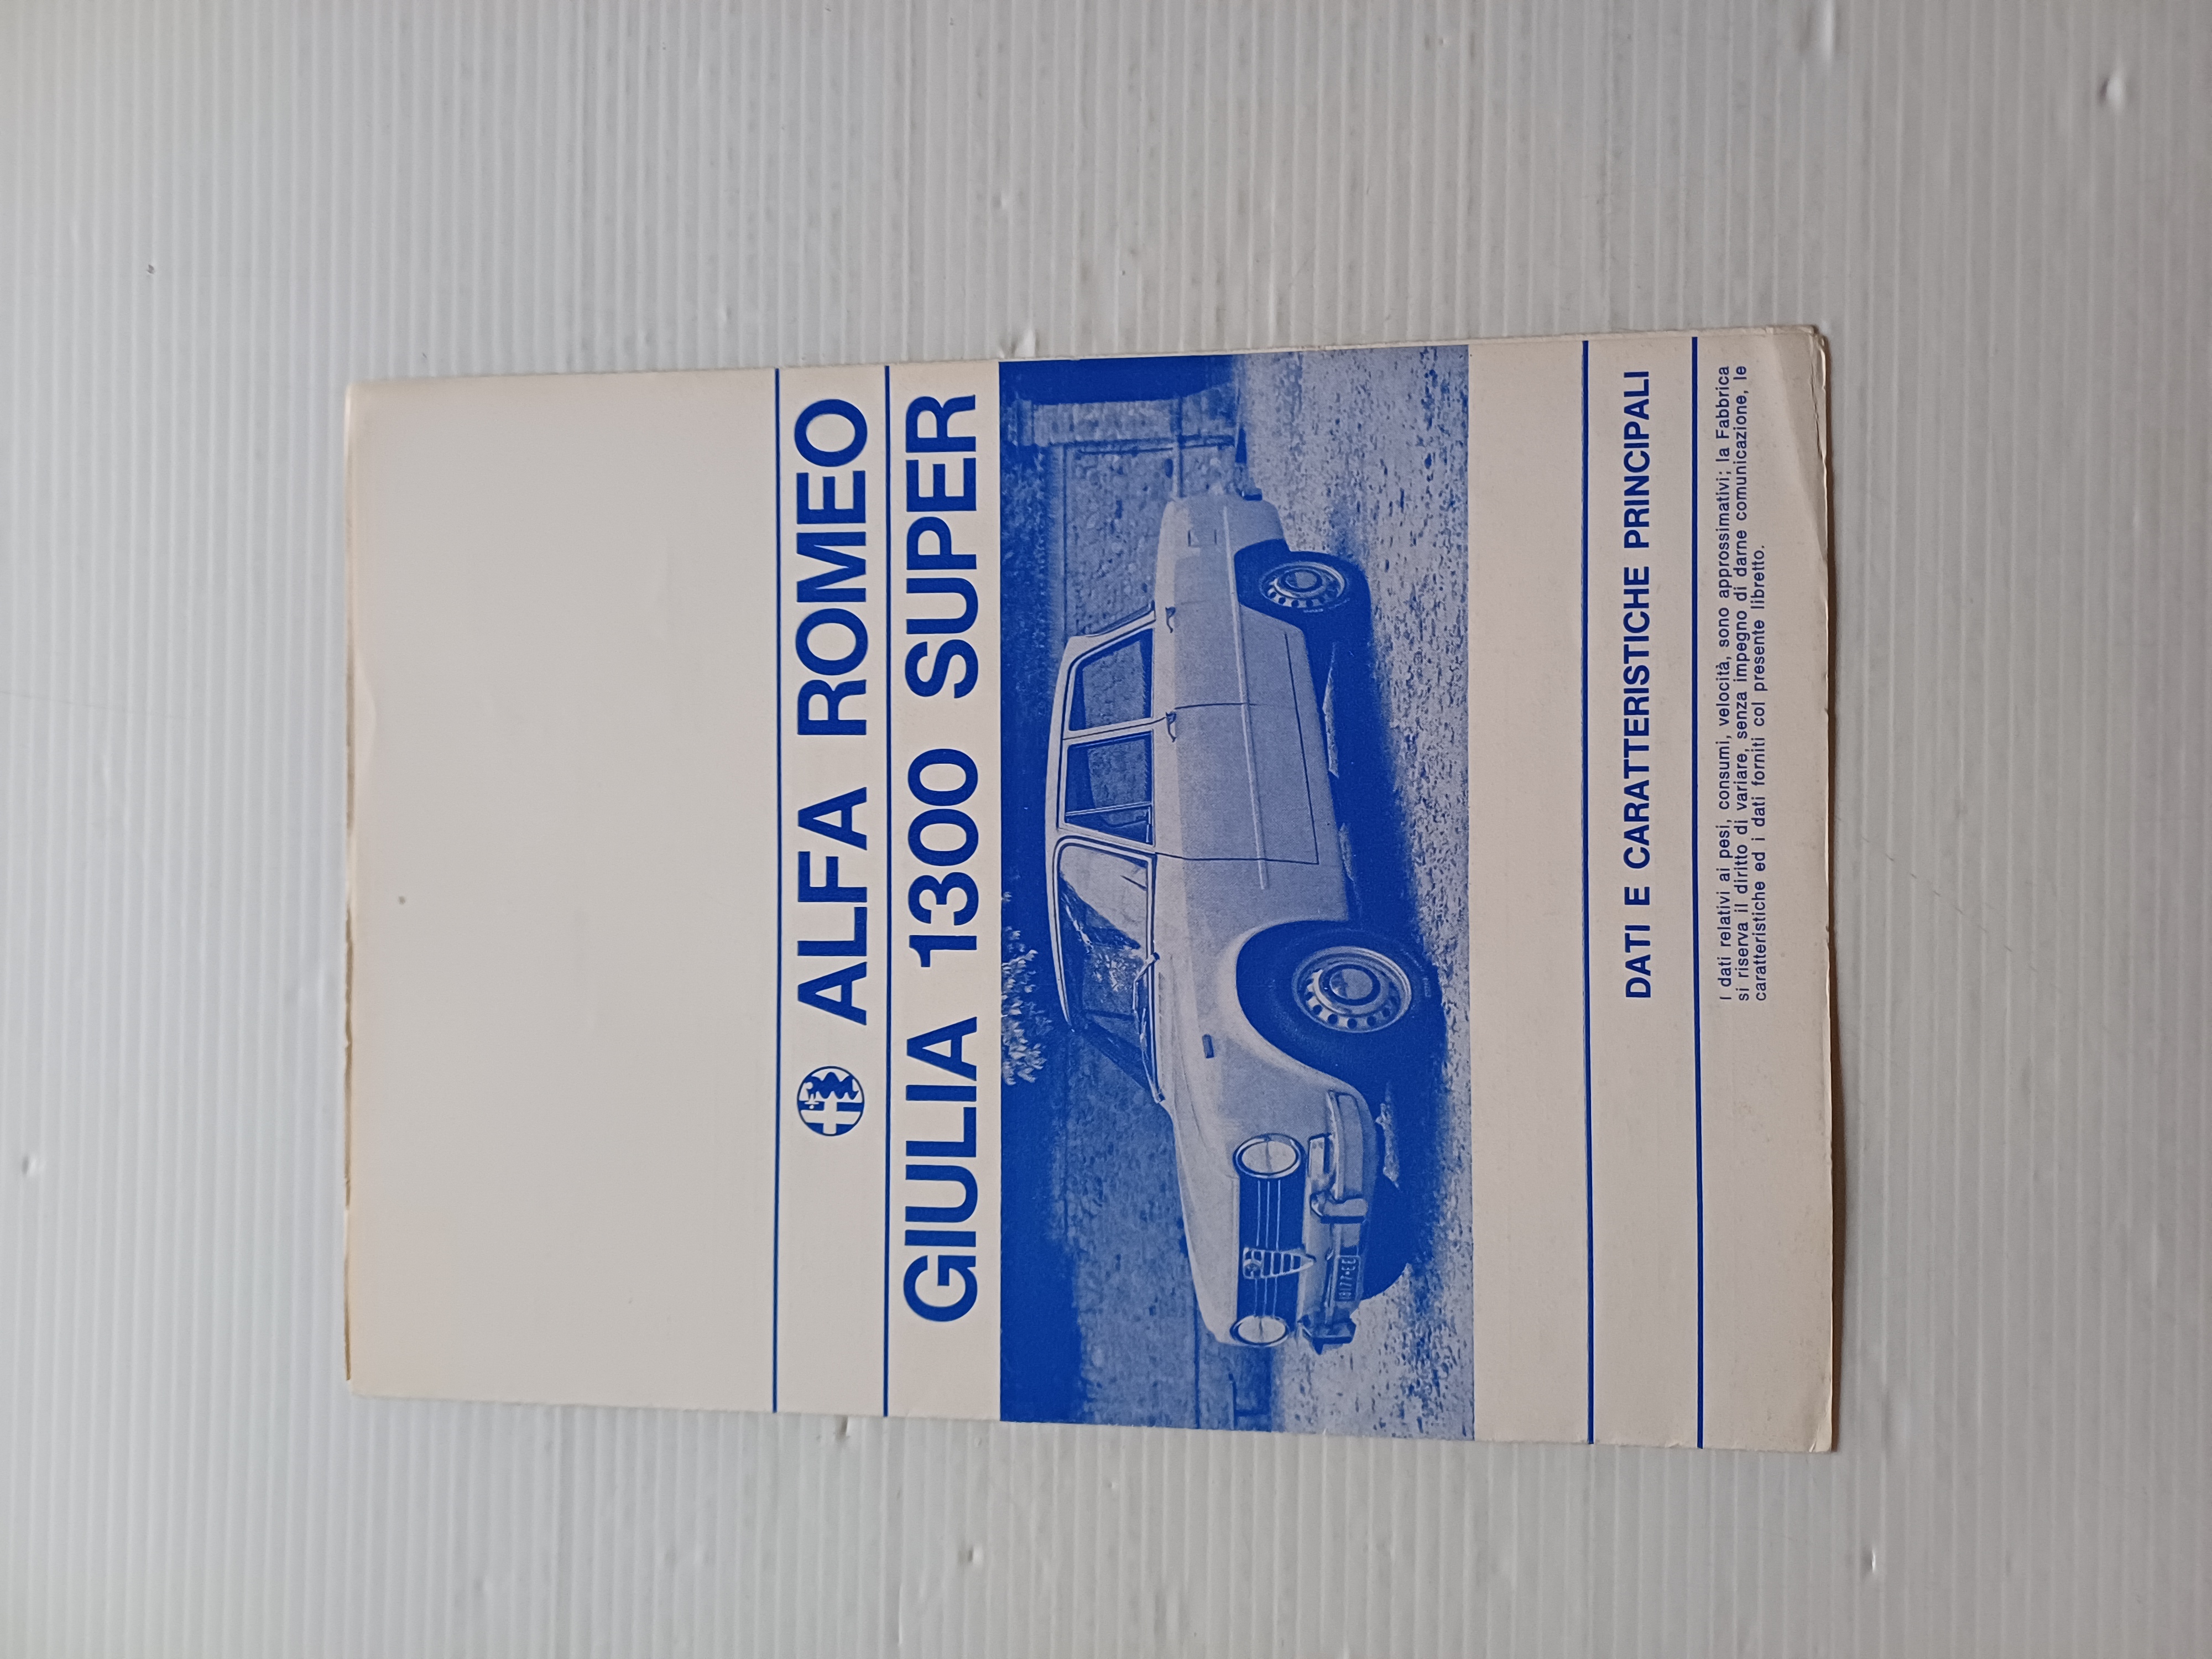 ALFA ROMEO
GIULIA 1300 SUPER
DATI E CARATTERISTICHE PRINCIPALI
I dati relativi ai pesi, consumi, velocità, sono approssimativi; la Fabbrica
si riserva il diritto di variare, senza impegno di darne comunicazione, le
caratteristiche ed i dati forniti col presente libretto.